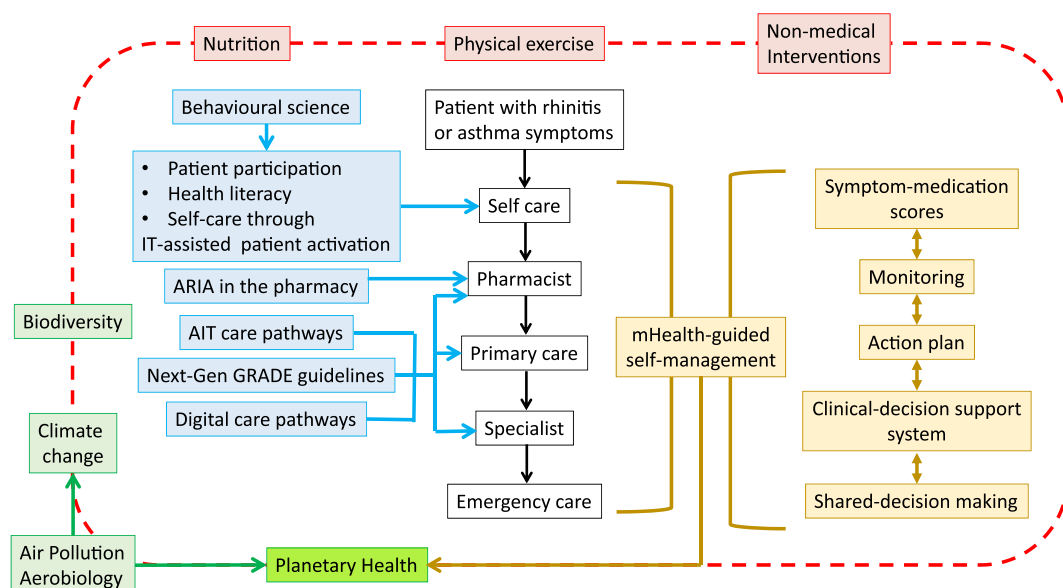 Nutrition
Physical exercise
Non-medical
Interventions
Behavioural science
• Patient participation
• Health literacy
• Self-care through
IT-assisted patient activation
ARIA in the pharmacy
AIT care pathways
Next-Gen GRADE guidelines
Digital care pathways
Patient with rhinitis
or asthma symptoms
Self care
Pharmacist
Primary care
Specialist
Emergency care
mHealth-guided
self-management
Symptom-medication
scores
Monitoring
Action plan
Clinical-decision support
system
Shared-decision making
Biodiversity
Climate
change
Air Pollution
Aerobiology
Planetary Health